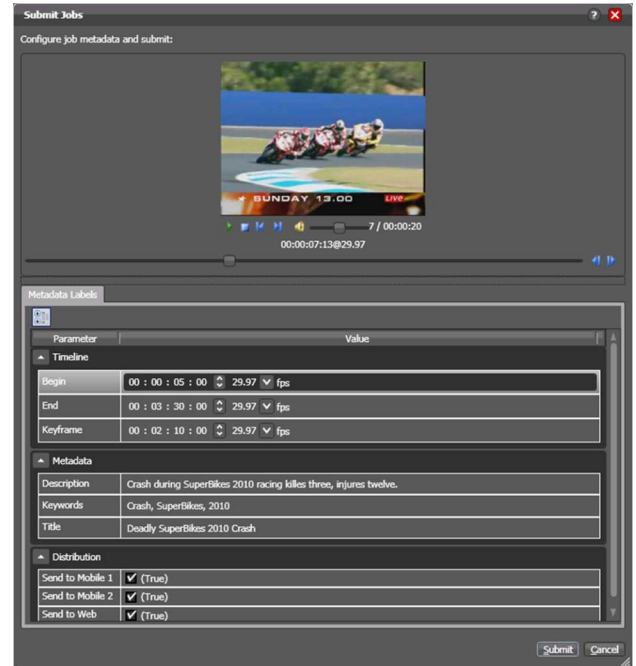 Submit Jobs
Configure job metadata and submit:
SUNDAY 13.00 LIVE
7 / 00:00:20
00:00:07:13@29.97
Metadata Labels
Parameter Value
Timeline
Begin 00 : 00 : 05 : 00 29.97 fps
End 00 : 03 : 30 : 00 29.97 fps
Keyframe 00 : 02 : 10 : 00 29.97 fps
Metadata
Description Crash during SuperBikes 2010 racing killes three, injures twelve.
Keywords Crash, SuperBikes, 2010
Title Deadly SuperBikes 2010 Crash
Distribution
Send to Mobile 1 (True)
Send to Mobile 2 (True)
Send to Web (True)
Submit Cancel